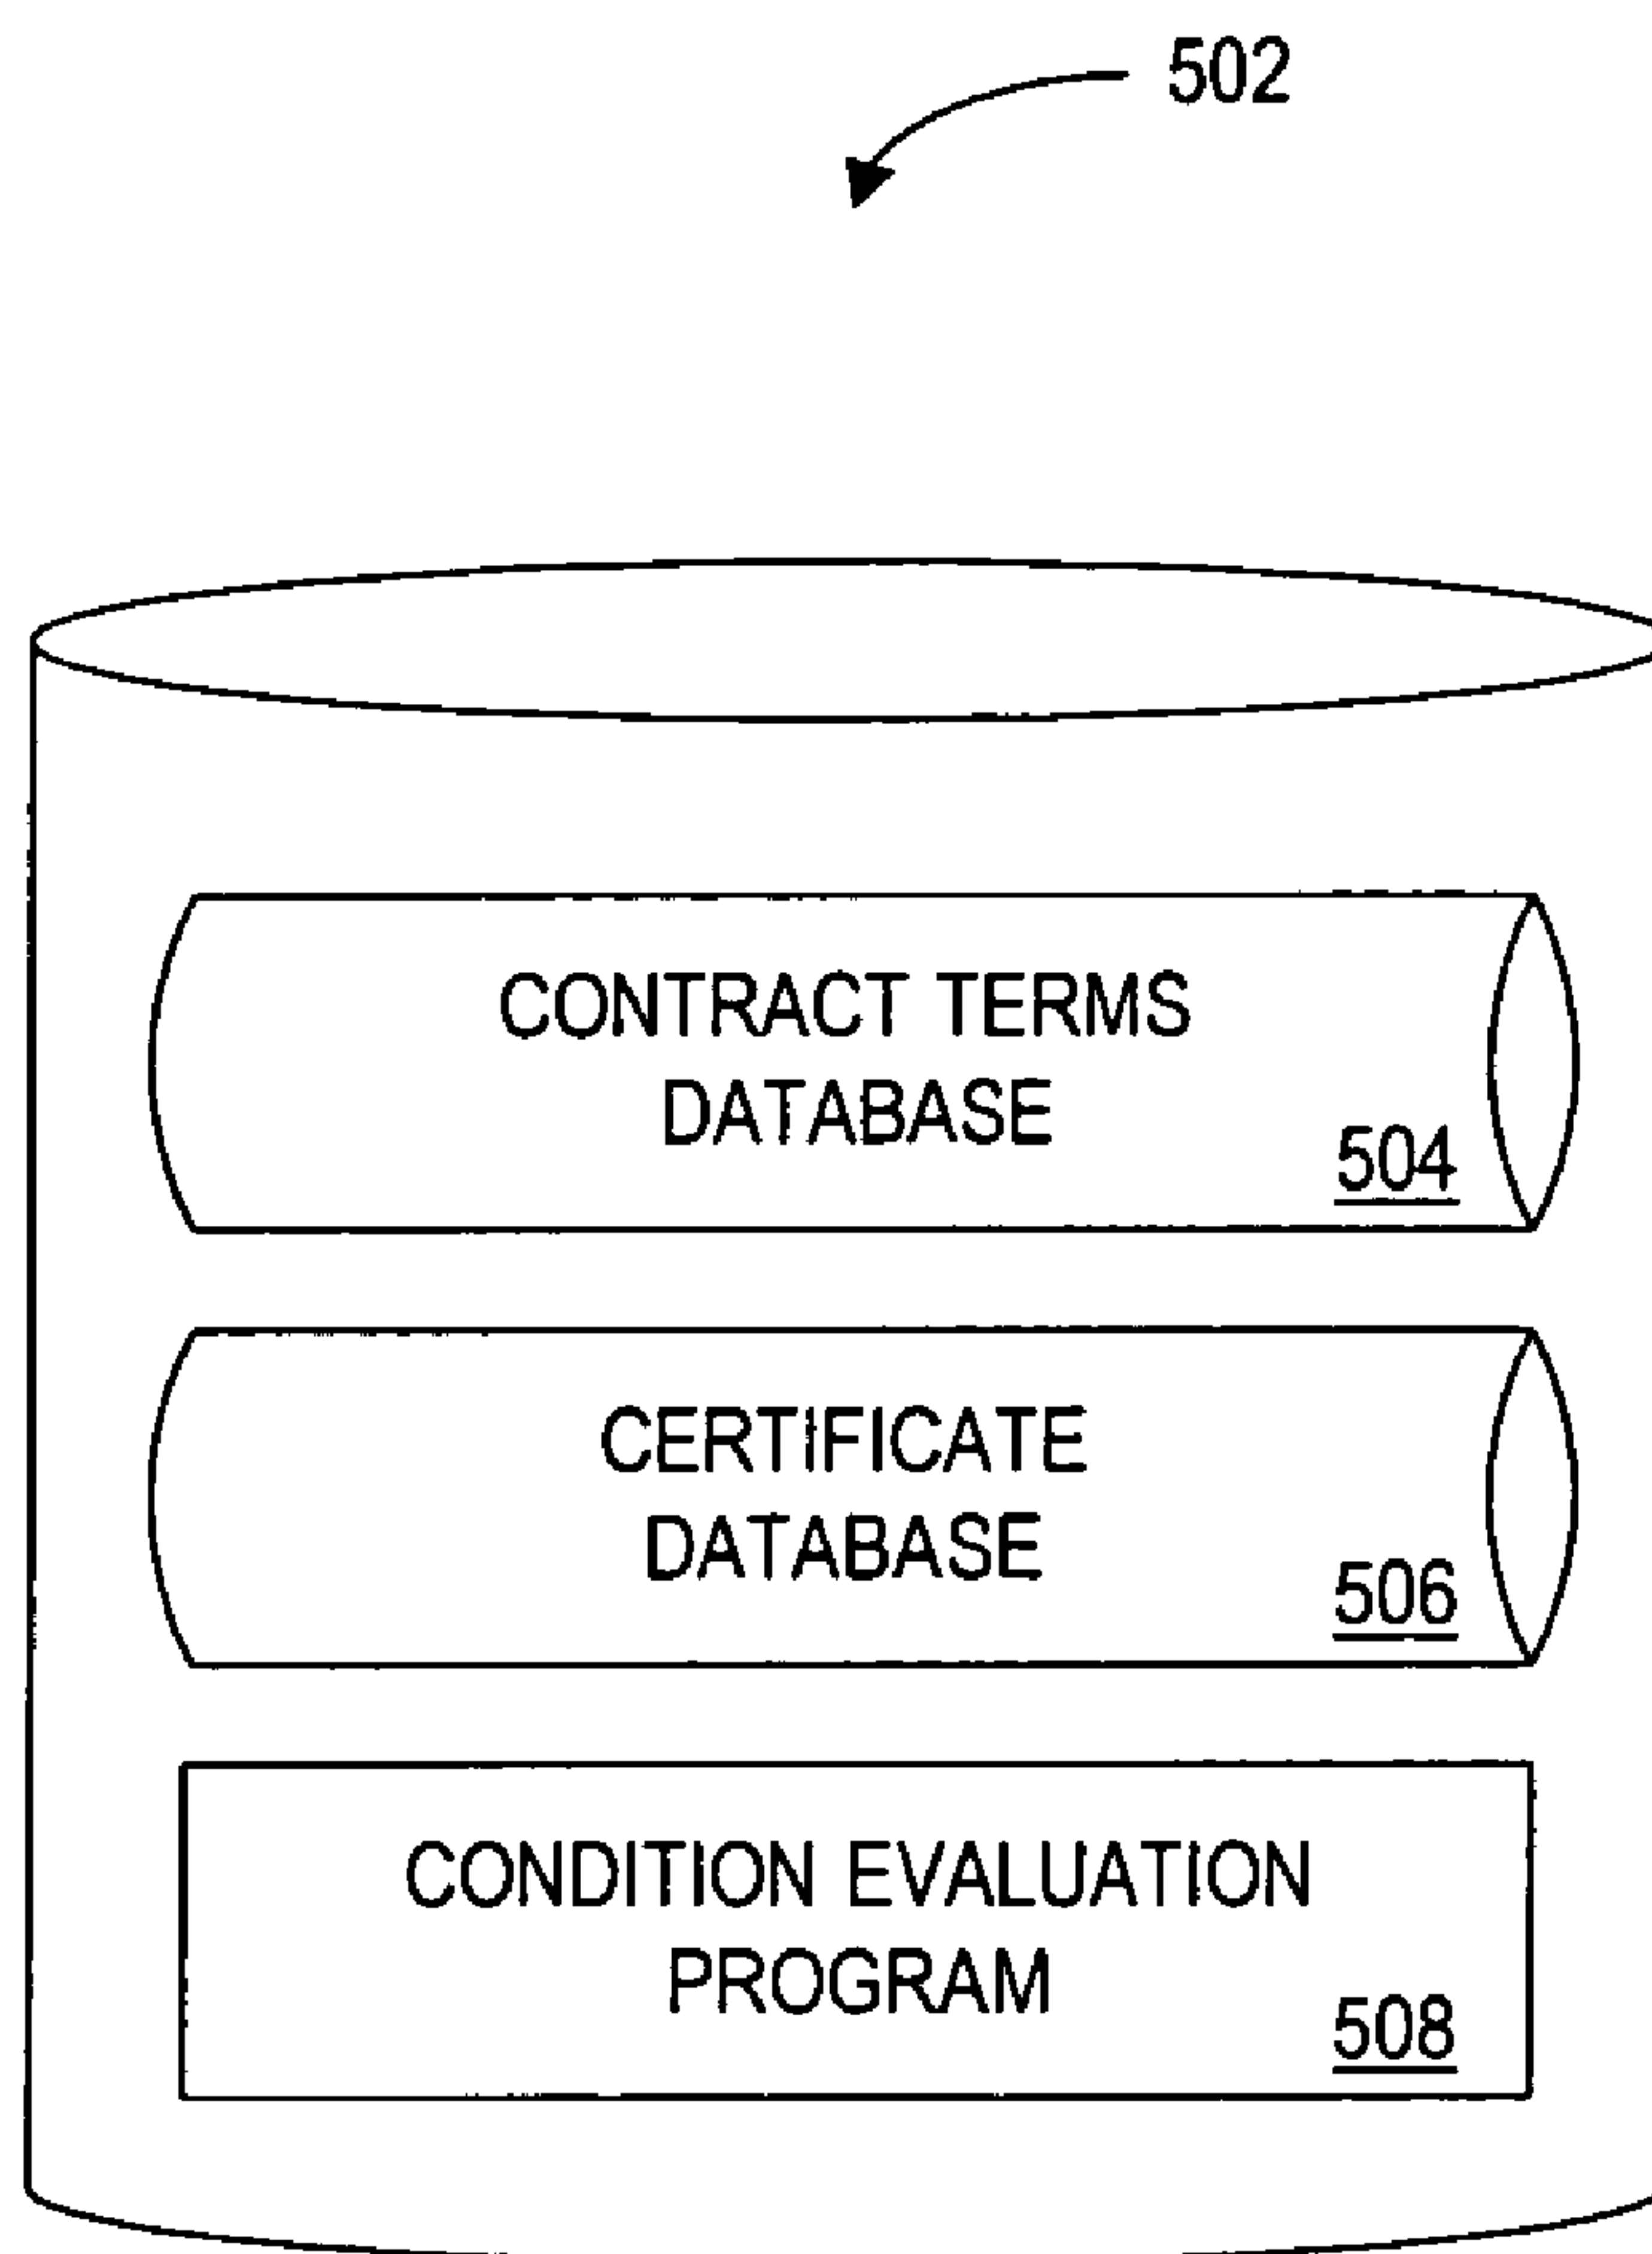 502
CONTRACT TERMS
DATABASE
504
CERTIFICATE
DATABASE
506
CONDITION EVALUATION
PROGRAM
508